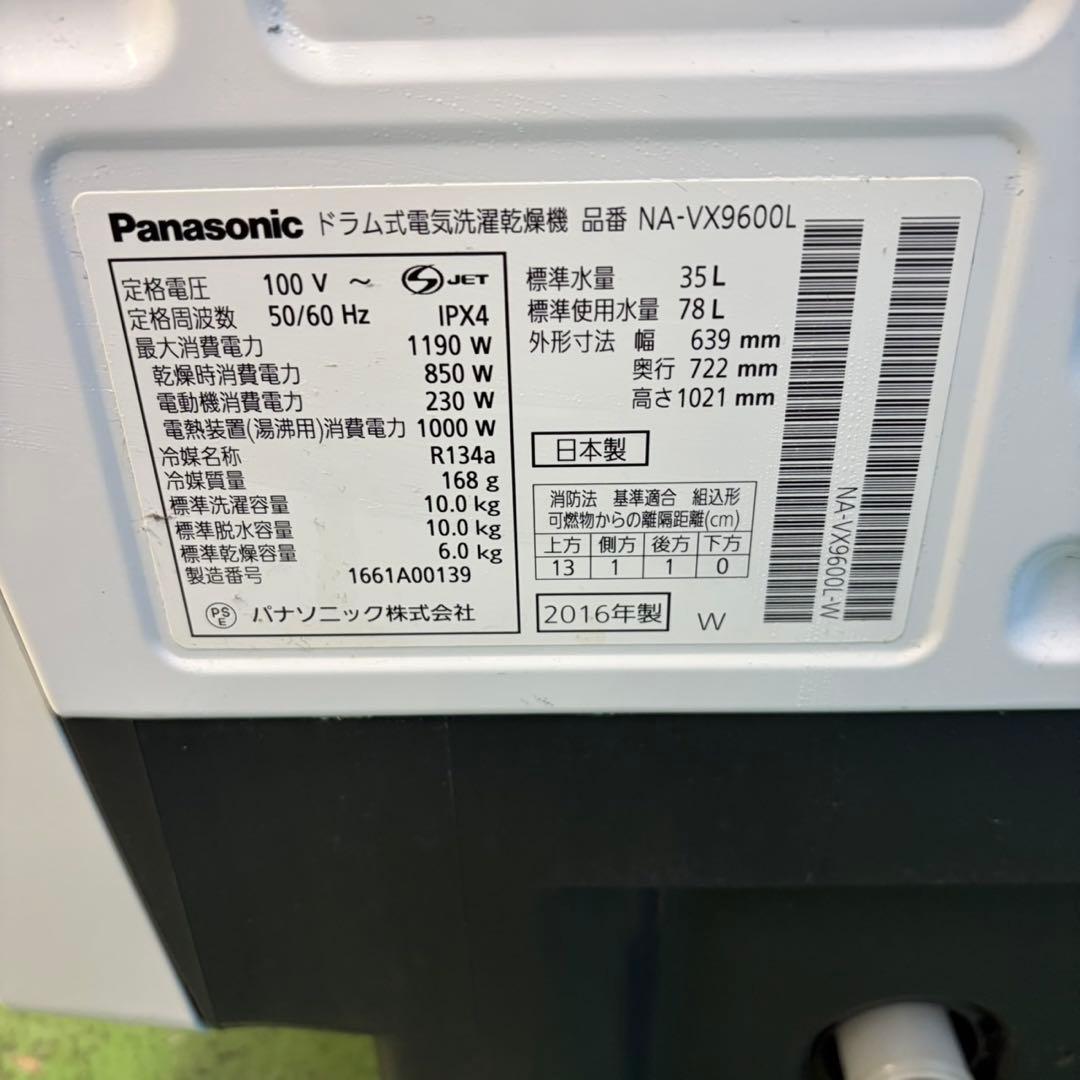 Panasonic ドラム式電気洗濯乾燥機 品番 NA-VX9600L
定格電圧 100 V ～ S JET
定格周波数 50/60 Hz IPX4
最大消費電力 1190 W
乾燥時消費電力 850 W
電動機消費電力 230 W
電熱装置(湯沸用)消費電力 1000 W
冷媒名称 R134a
冷媒質量 168 g
標準洗濯容量 10.0 kg
標準脱水容量 10.0 kg
標準乾燥容量 6.0 kg
製造番号 1661A00139
PS E パナソニック株式会社
標準水量 35 L
標準使用水量 78 L
外形寸法 幅 639 mm
奥行 722 mm
高さ 1021 mm
日本製
消防法 基準適合 組込形
可燃物からの離隔距離(cm)
上方 側方 後方 下方
13 1 1 0
2016年製 W
NA-VX9600L-W